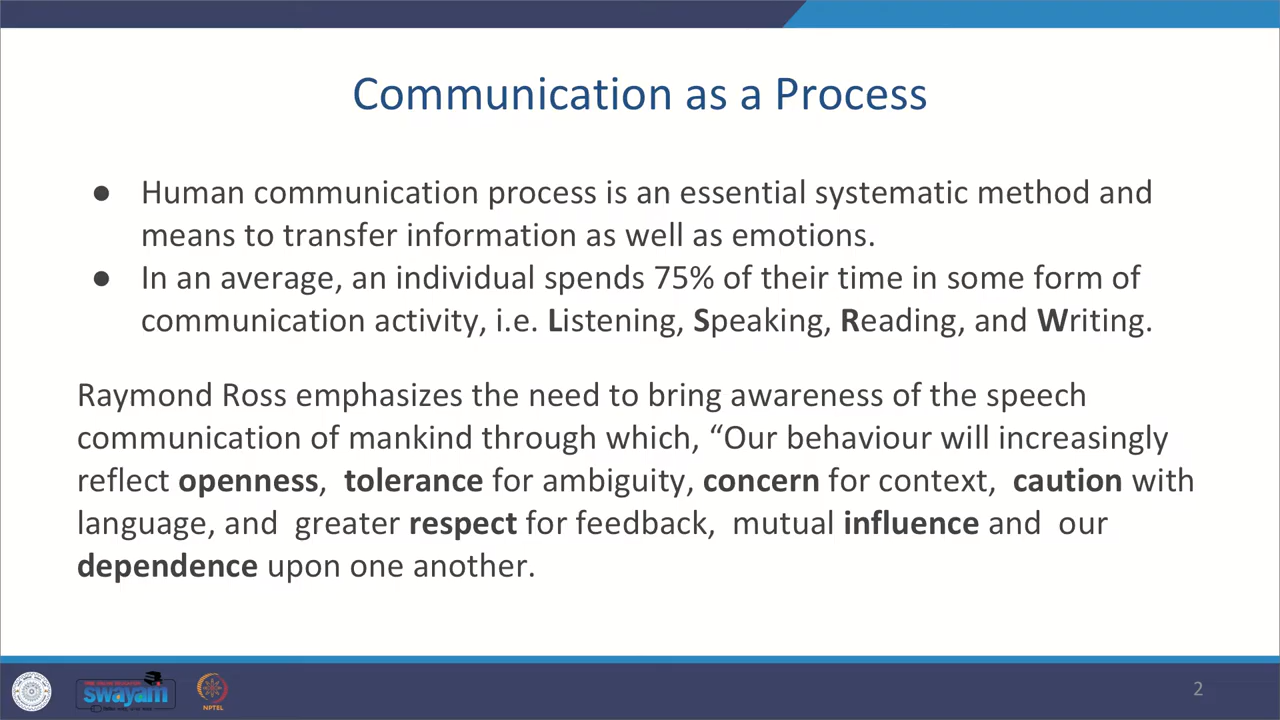 Communication as a Process
● Human communication process is an essential systematic method and
means to transfer information as well as emotions.
● In an average, an individual spends 75% of their time in some form of
communication activity, i.e. Listening, Speaking, Reading, and Writing.
Raymond Ross emphasizes the need to bring awareness of the speech
communication of mankind through which, “Our behaviour will increasingly
reflect openness, tolerance for ambiguity, concern for context, caution with
language, and greater respect for feedback, mutual influence and our
dependence upon one another.
swayam
NPTEL
2